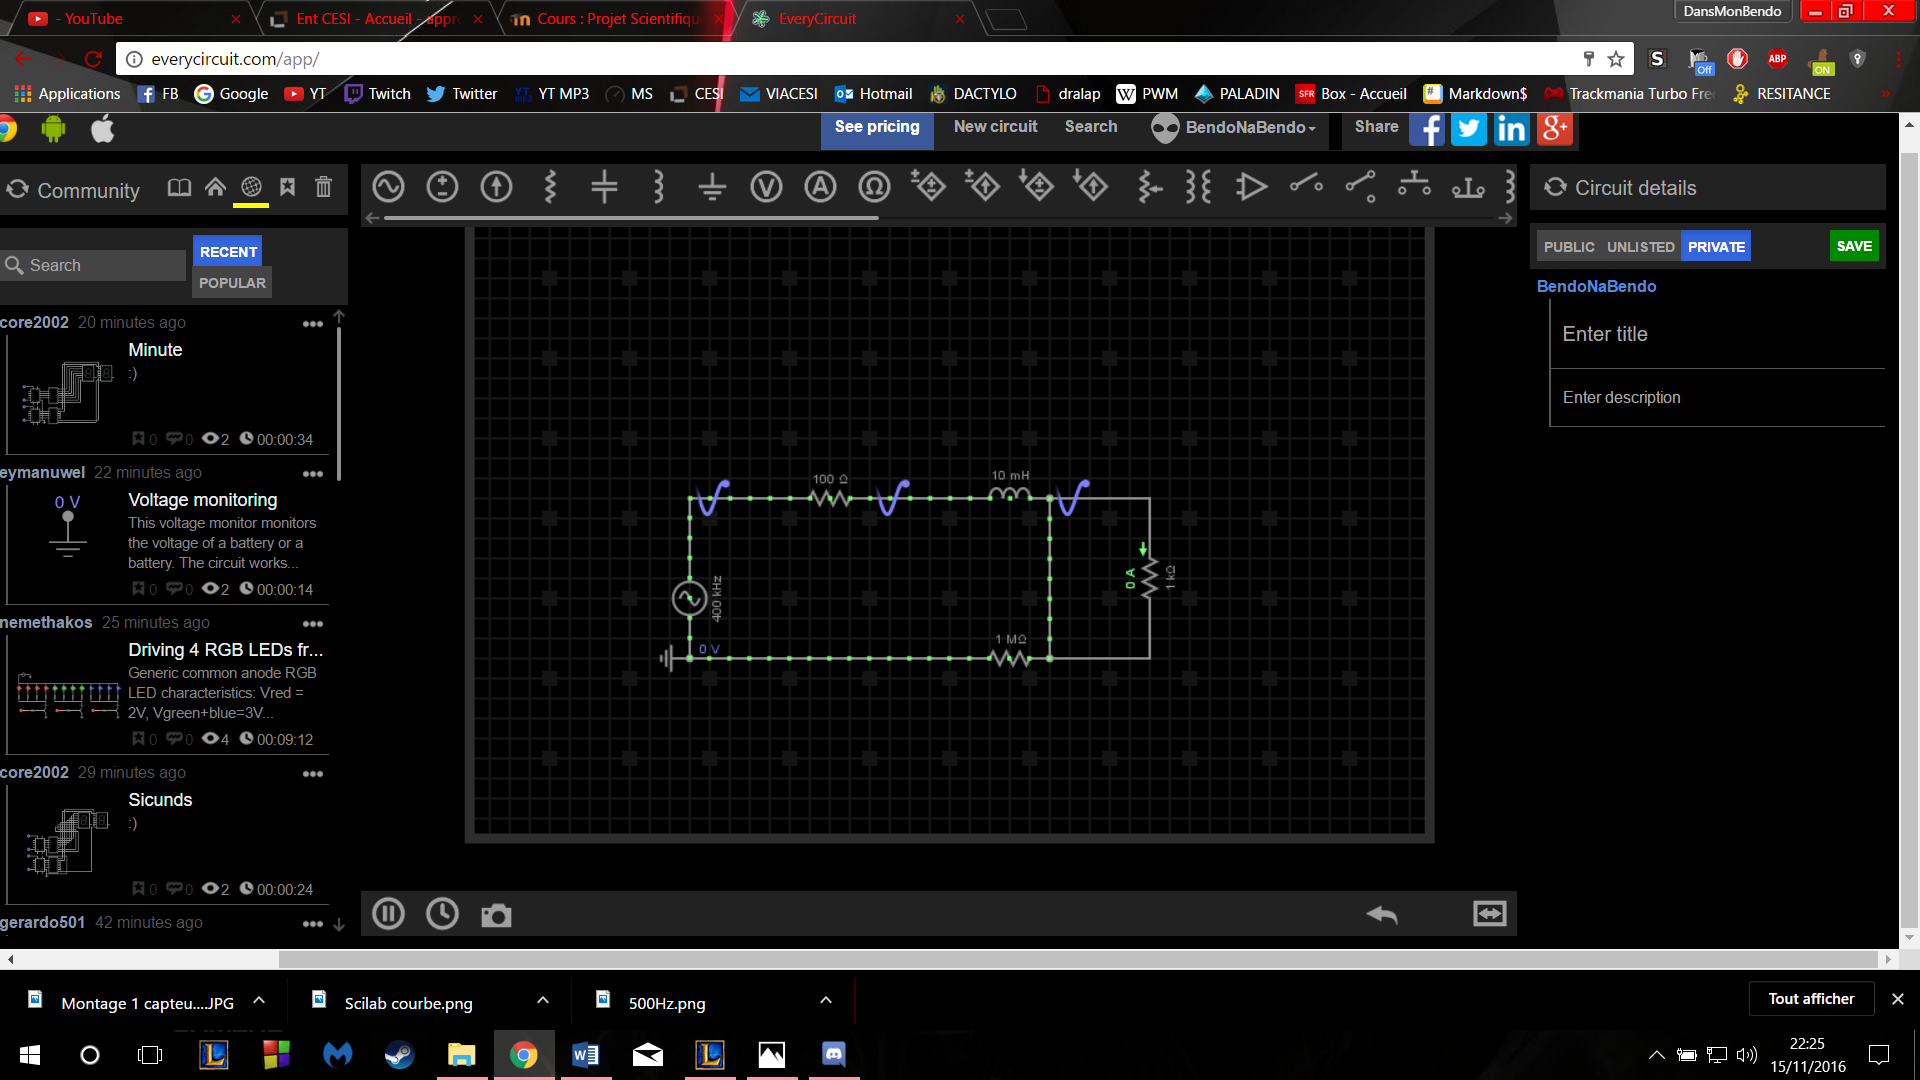 - YouTube
Ent CESI - Accueil - appr
Cours : Projet Scientifiqu
EveryCircuit
DansMonBendo
everycircuit.com/app/
Applications FB Google YT Twitch Twitter YT MP3 MS CESI VIACESI Hotmail DACTYLO dralap PWM PALADIN Box - Accueil Markdown$ Trackmania Turbo Fre RESITANCE
Off
ABP
ON
See pricing New circuit Search BendoNaBendo Share
Community
Circuit details
Search
RECENT
POPULAR
PUBLIC UNLISTED PRIVATE SAVE
BendoNaBendo
Enter title
Enter description
core2002 20 minutes ago
Minute
:)
0 0 2 00:00:34
eymanuwel 22 minutes ago
0 V
Voltage monitoring
This voltage monitor monitors
the voltage of a battery or a
battery. The circuit works...
0 0 2 00:00:14
nemethakos 25 minutes ago
Driving 4 RGB LEDs fr...
Generic common anode RGB
LED characteristics: Vred =
2V, Vgreen+blue=3V...
0 0 4 00:09:12
core2002 29 minutes ago
Sicunds
:)
0 0 2 00:00:24
gerardo501 42 minutes ago
100 Ω
10 mH
400 kHz
0 A
1 kΩ
1 MΩ
0 V
Montage 1 capteu....JPG
Scilab courbe.png
500Hz.png
Tout afficher
22:25
15/11/2016